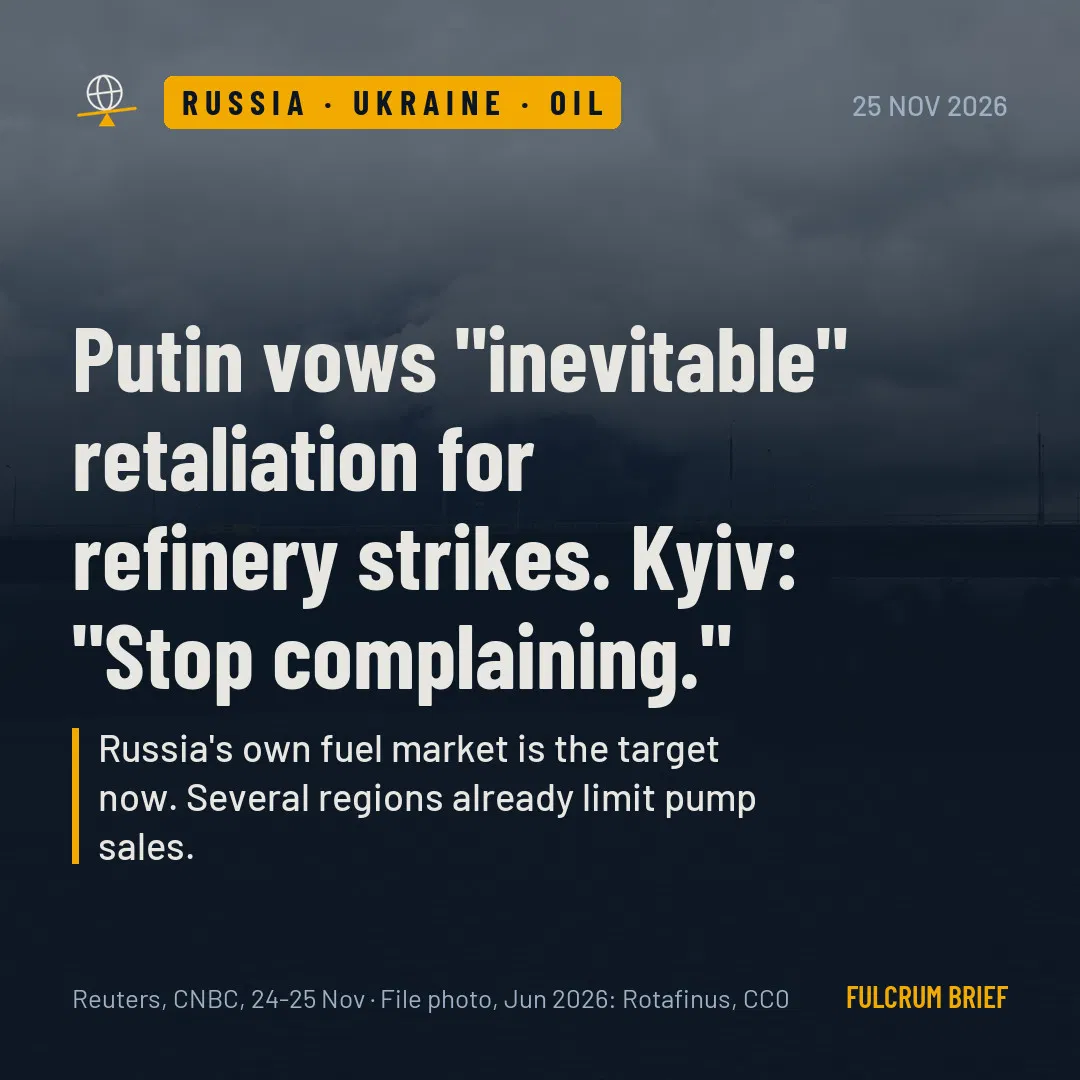 RUSSIA · UKRAINE · OIL
25 NOV 2026
Putin vows "inevitable"
retaliation for
refinery strikes. Kyiv:
"Stop complaining."
Russia's own fuel market is the target
now. Several regions already limit pump
sales.
Reuters, CNBC, 24-25 Nov · File photo, Jun 2026: Rotafinus, CC0
FULCRUM BRIEF